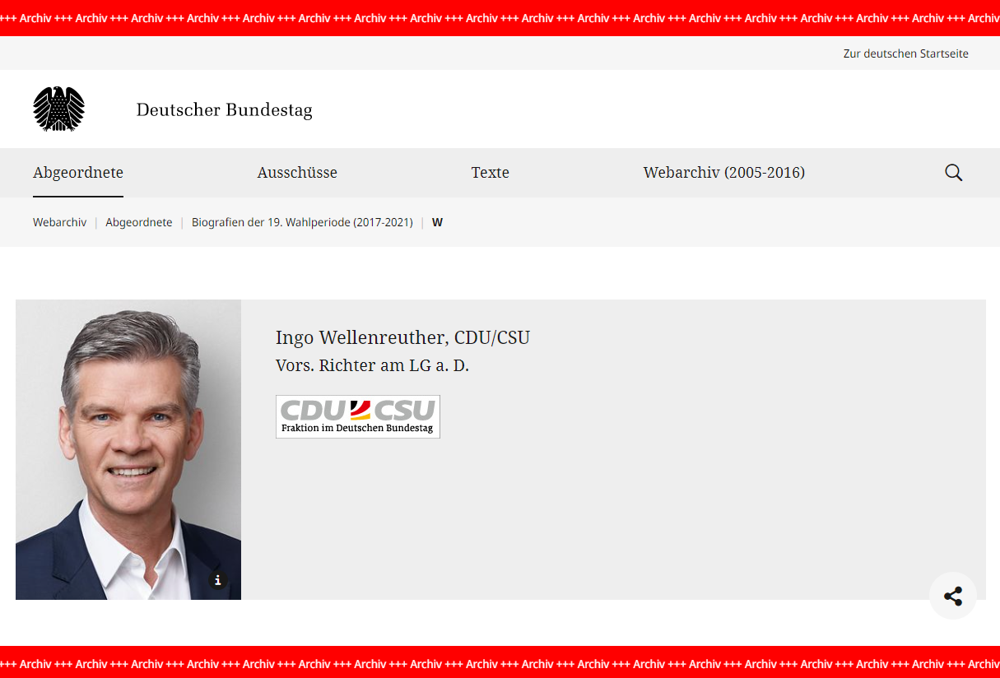 +++ Archiv +++ Archiv +++ Archiv +++ Archiv +++ Archiv +++ Archiv +++ Archiv +++ Archiv +++ Archiv +++ Archiv +++ Archiv +++ Archiv +++ Archiv +++ Archiv +++ Archiv +++ Archiv +++ Archiv +++ Archiv
Zur deutschen Startseite
Deutscher Bundestag
Abgeordnete Ausschüsse Texte Webarchiv (2005-2016)
Webarchiv | Abgeordnete | Biografien der 19. Wahlperiode (2017-2021) | W
Ingo Wellenreuther, CDU/CSU
Vors. Richter am LG a. D.
CDU CSU
Fraktion im Deutschen Bundestag
i
+++ Archiv +++ Archiv +++ Archiv +++ Archiv +++ Archiv +++ Archiv +++ Archiv +++ Archiv +++ Archiv +++ Archiv +++ Archiv +++ Archiv +++ Archiv +++ Archiv +++ Archiv +++ Archiv +++ Archiv +++ Archiv